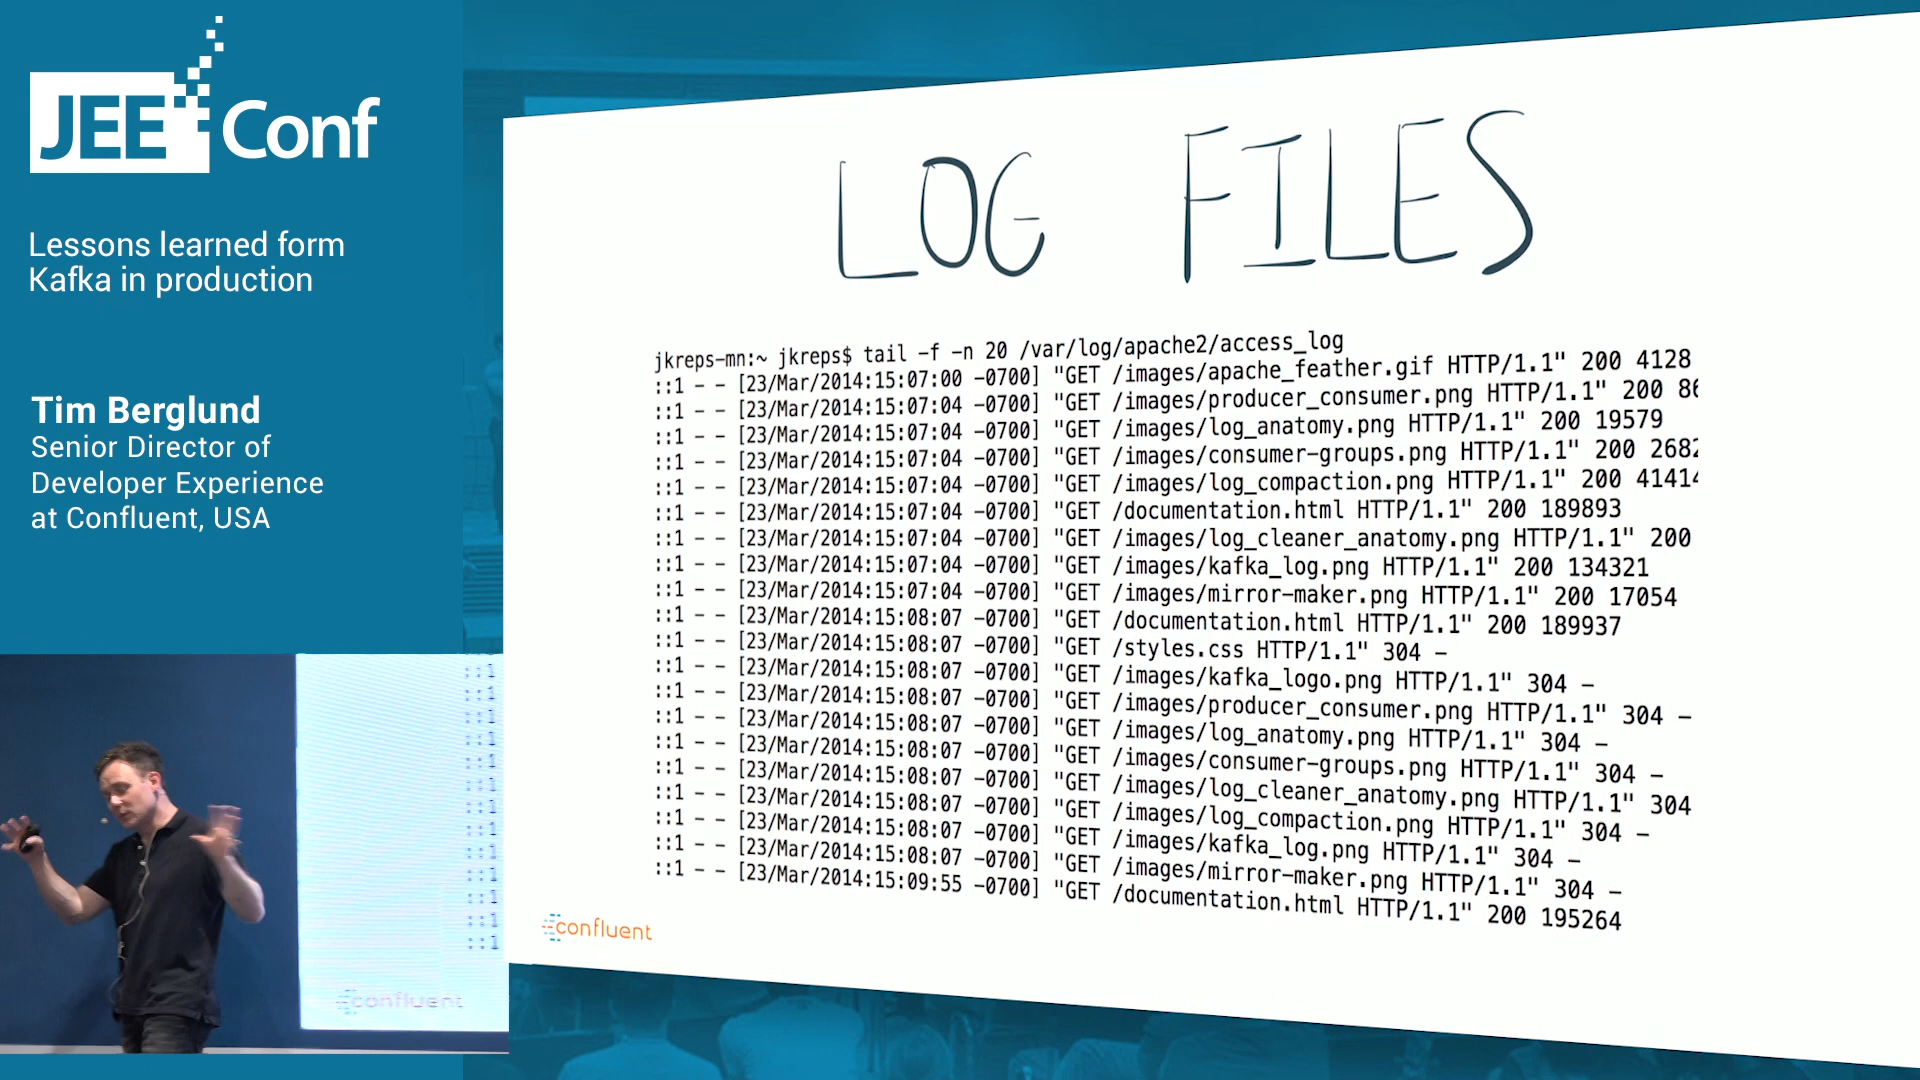 JEE Conf
Lessons learned form
Kafka in production
Tim Berglund
Senior Director of
Developer Experience
at Confluent, USA
LOG FILES
jkreps-mn:~ jkreps$ tail -f -n 20 /var/log/apache2/access_log
::1 - - [23/Mar/2014:15:07:00 -0700] "GET /images/apache_feather.gif HTTP/1.1" 200 4128
::1 - - [23/Mar/2014:15:07:04 -0700] "GET /images/producer_consumer.png HTTP/1.1" 200 86
::1 - - [23/Mar/2014:15:07:04 -0700] "GET /images/log_anatomy.png HTTP/1.1" 200 19579
::1 - - [23/Mar/2014:15:07:04 -0700] "GET /images/consumer-groups.png HTTP/1.1" 200 2682
::1 - - [23/Mar/2014:15:07:04 -0700] "GET /images/log_compaction.png HTTP/1.1" 200 41414
::1 - - [23/Mar/2014:15:07:04 -0700] "GET /documentation.html HTTP/1.1" 200 189893
::1 - - [23/Mar/2014:15:07:04 -0700] "GET /images/log_cleaner_anatomy.png HTTP/1.1" 200
::1 - - [23/Mar/2014:15:07:04 -0700] "GET /images/kafka_log.png HTTP/1.1" 200 134321
::1 - - [23/Mar/2014:15:07:04 -0700] "GET /images/mirror-maker.png HTTP/1.1" 200 17054
::1 - - [23/Mar/2014:15:08:07 -0700] "GET /documentation.html HTTP/1.1" 200 189937
::1 - - [23/Mar/2014:15:08:07 -0700] "GET /styles.css HTTP/1.1" 304 -
::1 - - [23/Mar/2014:15:08:07 -0700] "GET /images/kafka_logo.png HTTP/1.1" 304 -
::1 - - [23/Mar/2014:15:08:07 -0700] "GET /images/producer_consumer.png HTTP/1.1" 304 -
::1 - - [23/Mar/2014:15:08:07 -0700] "GET /images/log_anatomy.png HTTP/1.1" 304 -
::1 - - [23/Mar/2014:15:08:07 -0700] "GET /images/consumer-groups.png HTTP/1.1" 304 -
::1 - - [23/Mar/2014:15:08:07 -0700] "GET /images/log_cleaner_anatomy.png HTTP/1.1" 304
::1 - - [23/Mar/2014:15:08:07 -0700] "GET /images/log_compaction.png HTTP/1.1" 304 -
::1 - - [23/Mar/2014:15:08:07 -0700] "GET /images/kafka_log.png HTTP/1.1" 304 -
::1 - - [23/Mar/2014:15:08:07 -0700] "GET /images/mirror-maker.png HTTP/1.1" 304 -
::1 - - [23/Mar/2014:15:09:55 -0700] "GET /documentation.html HTTP/1.1" 200 195264
confluent
::1
::1
::1
::1
::1
::1
::1
::1
::1
::1
::1
::1
::1
confluent